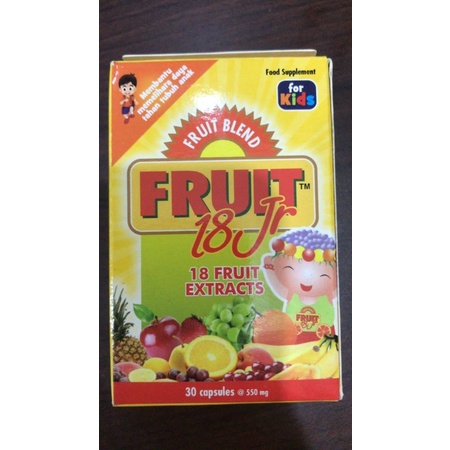 Membantu
memelihara daya
tahan tubuh anak
Food Supplement
for
Kids
FRUIT BLEND
FRUIT™
18 Jr
18 FRUIT
EXTRACTS
FRUIT
30 capsules @ 550 mg